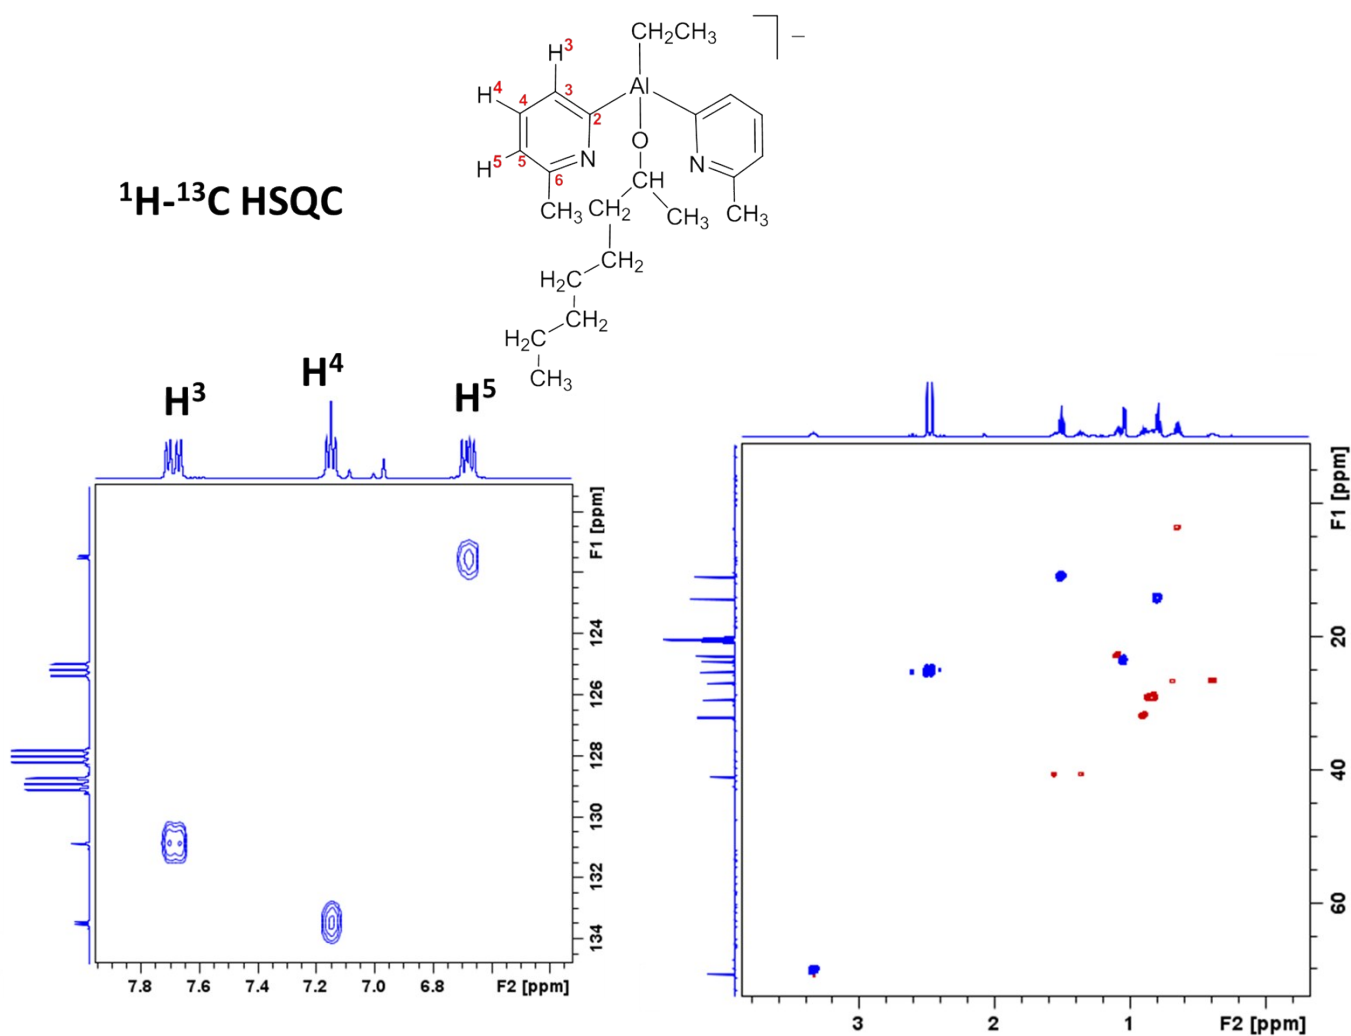 CH2CH3
–
H3
H4
4
3
Al
2
O
H5
5
N
6
N
CH
CH3
CH2
CH3
CH3
1H-13C HSQC
CH2
H2C
CH2
H2C
CH3
H3
H4
H5
F1 [ppm]
124
126
128
130
132
134
7.8 7.6 7.4 7.2 7.0 6.8 F2 [ppm]
F1 [ppm]
20
40
60
3 2 1 F2 [ppm]